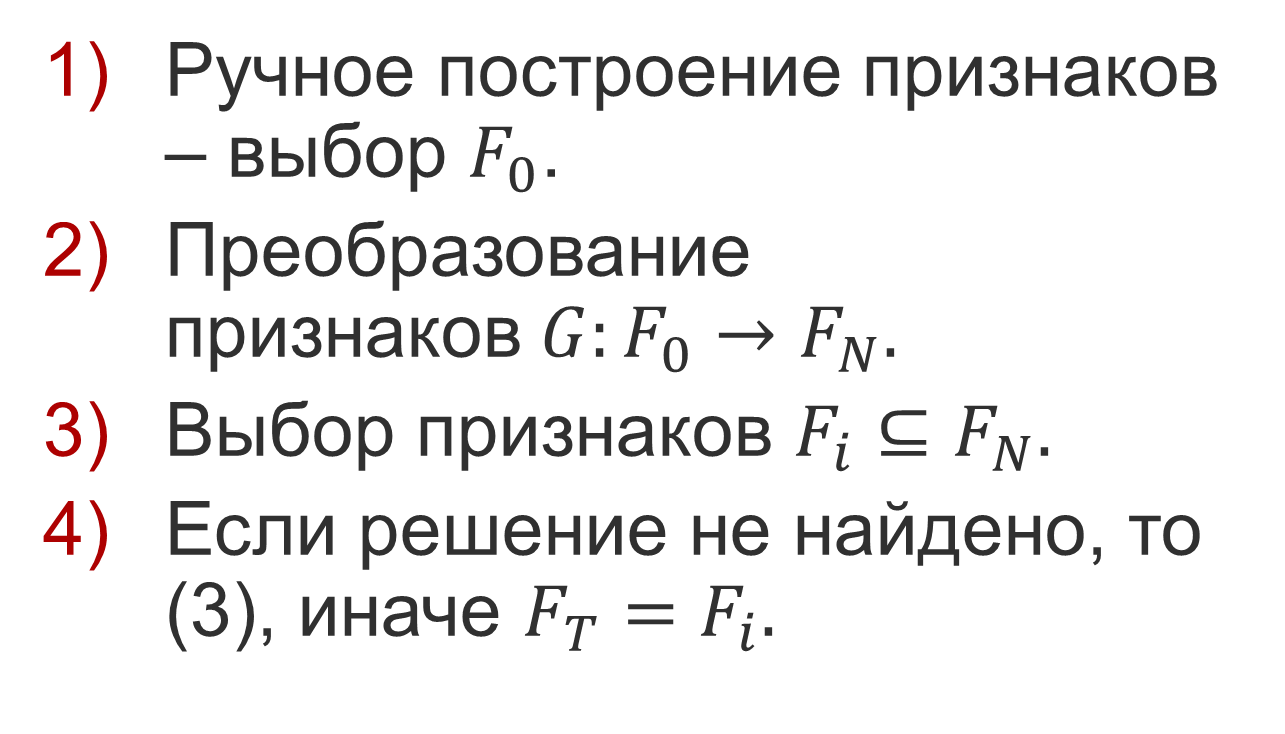 1) Ручное построение признаков
– выбор F₀.
2) Преобразование
признаков G: F₀ → F_N.
3) Выбор признаков F_i ⊆ F_N.
4) Если решение не найдено, то
(3), иначе F_T = F_i.